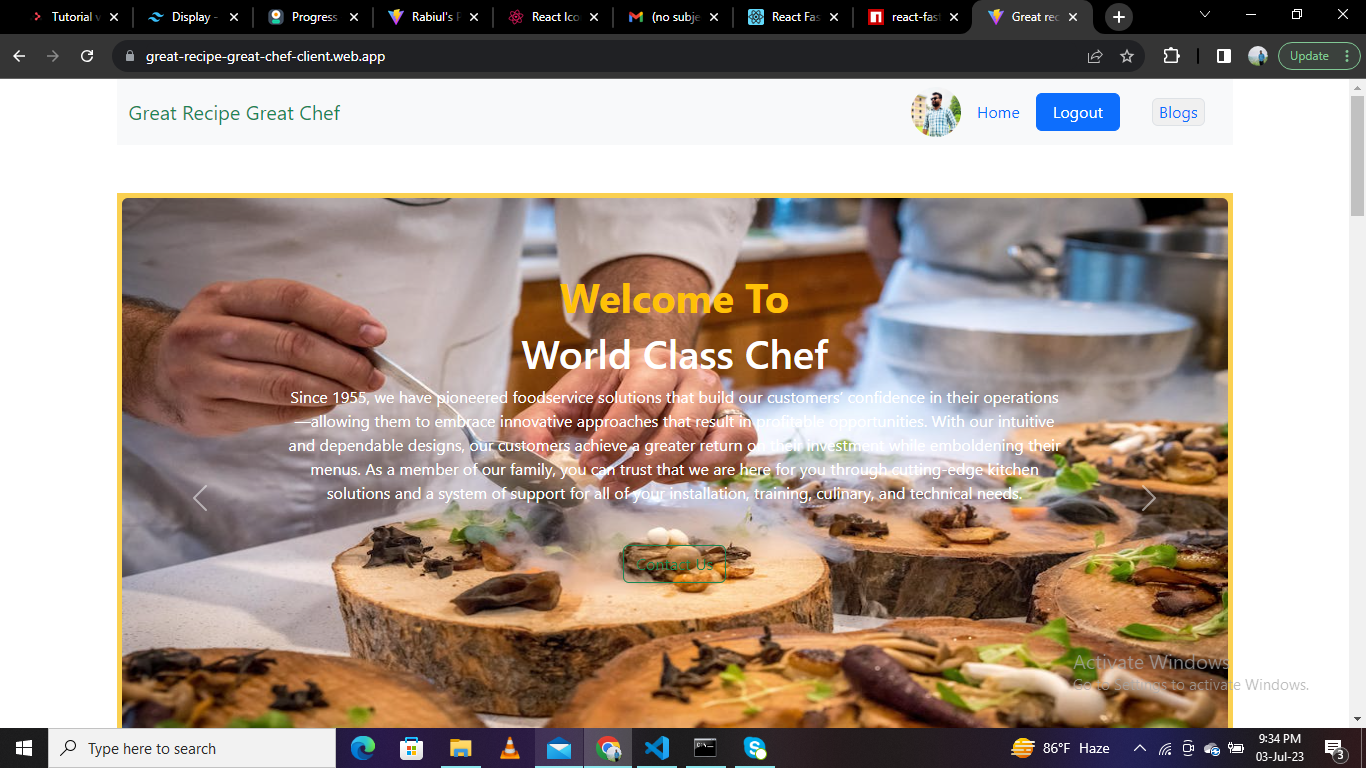 Tutorial v
Display -
Progress
Rabiul's P
React Ico
(no subje
React Fas
react-fast
Great rec
great-recipe-great-chef-client.web.app
Update
Great Recipe Great Chef
Home
Logout
Blogs
Welcome To
World Class Chef
Since 1955, we have pioneered foodservice solutions that build our customers’ confidence in their operations
—allowing them to embrace innovative approaches that result in profitable opportunities. With our intuitive
and dependable designs, our customers achieve a greater return on their investment while emboldening their
menus. As a member of our family, you can trust that we are here for you through cutting-edge kitchen
solutions and a system of support for all of your installation, training, culinary, and technical needs.
Contact Us
Activate Windows
Go to Settings to activate Windows.
Type here to search
86°F Haze
9:34 PM
03-Jul-23
3